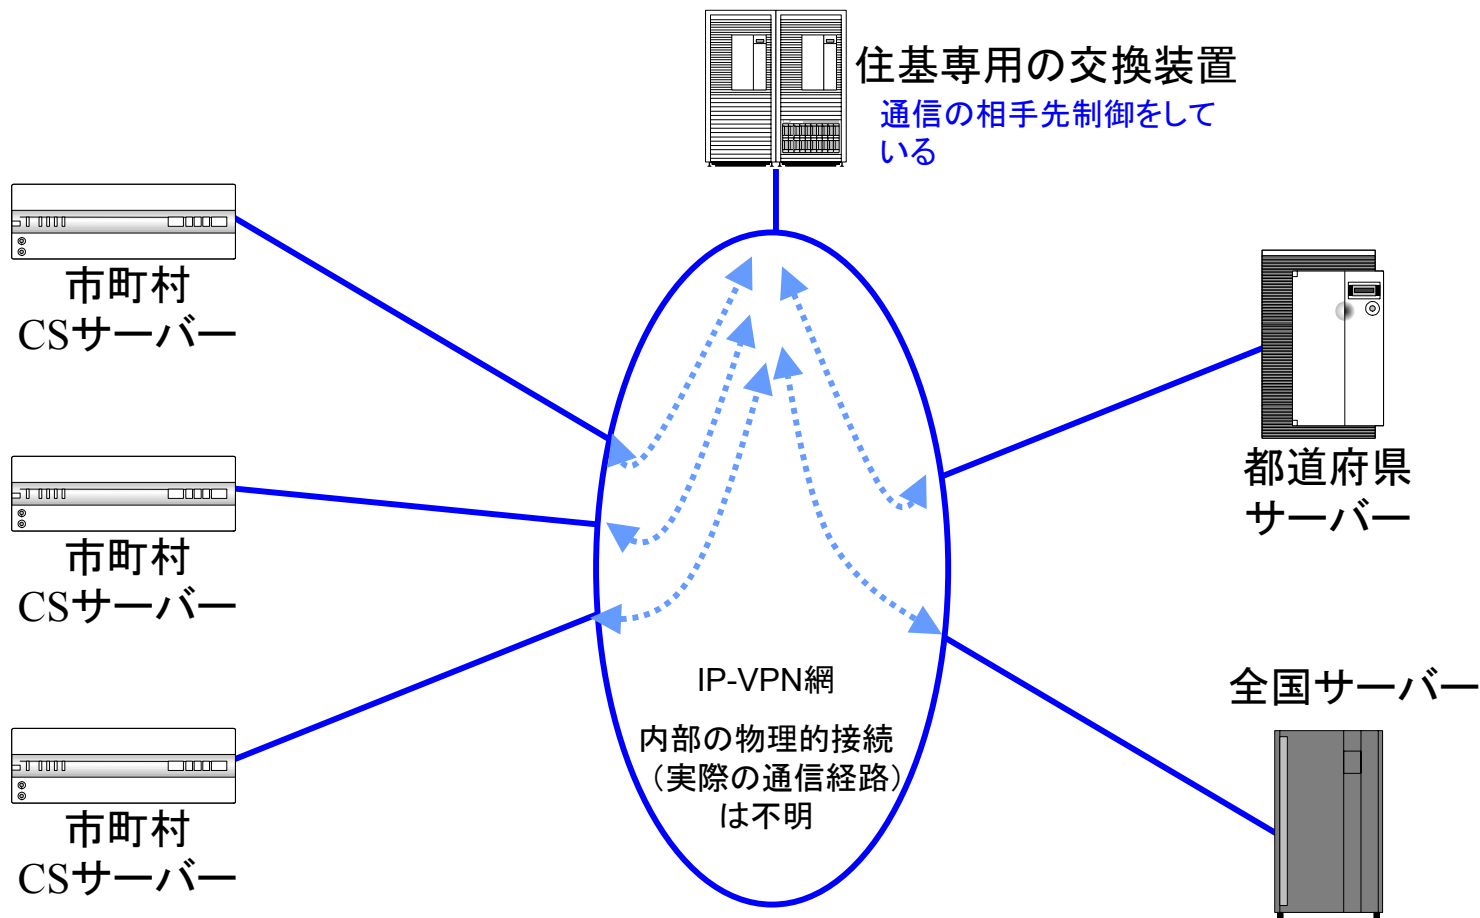 住基専用の交換装置
通信の相手先制御をして
いる
市町村
CSサーバー
市町村
CSサーバー
市町村
CSサーバー
都道府県
サーバー
全国サーバー
IP-VPN網
内部の物理的接続
（実際の通信経路）
は不明